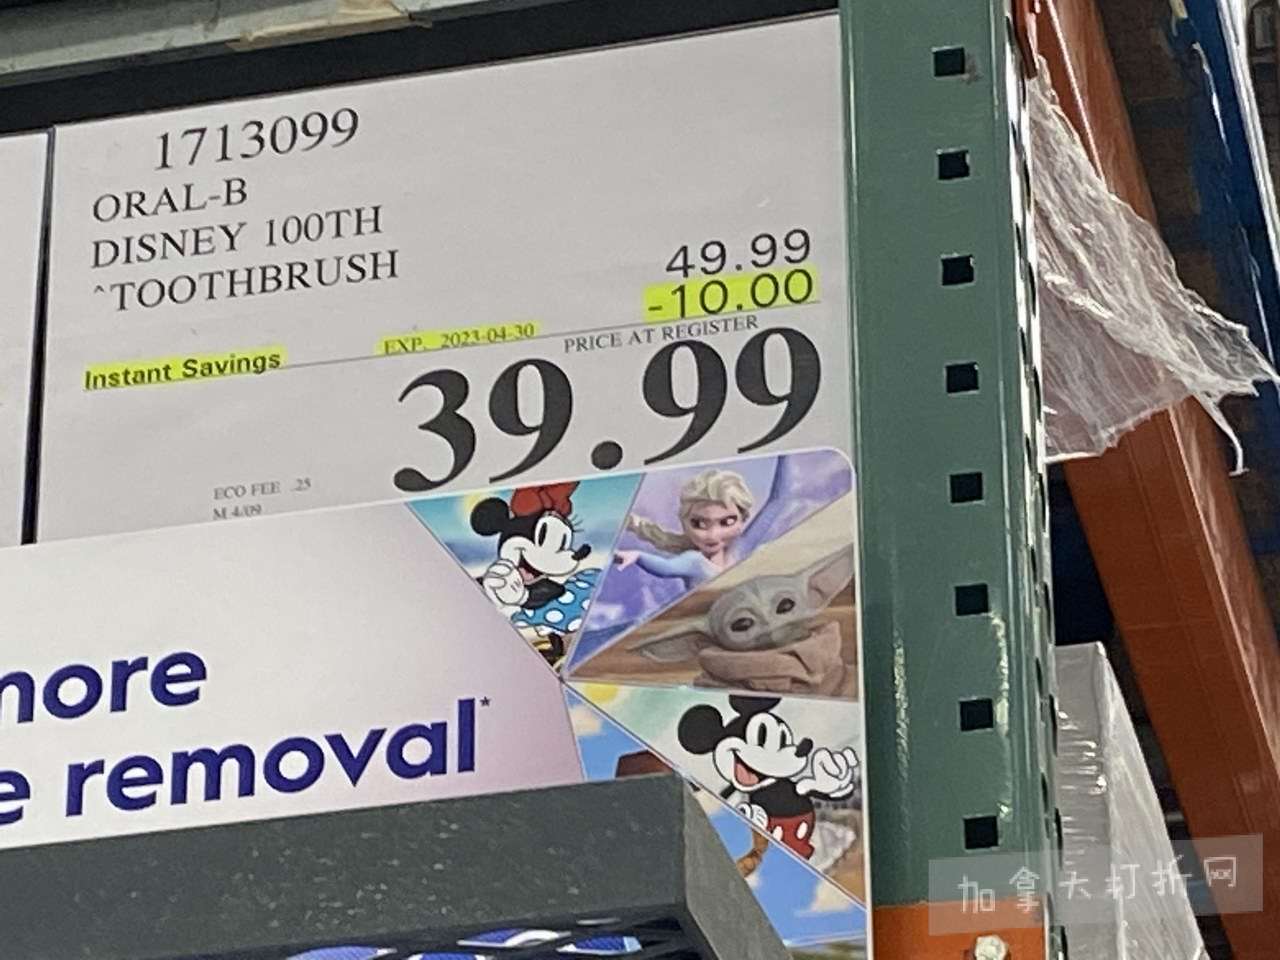 1713099
ORAL-B
DISNEY 100TH
^TOOTHBRUSH
49.99
-10.00
Instant Savings
EXP. 2023-04-30
PRICE AT REGISTER
39.99
ECO FEE .25
M 4/09
more
removal*
加拿大打折网